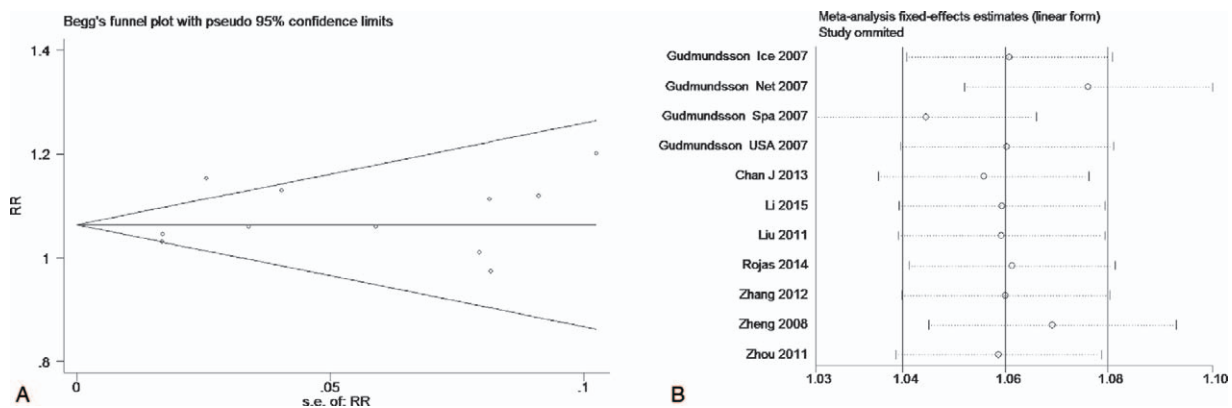 Begg's funnel plot with pseudo 95% confidence limits
1.4
1.2
1
.8
RR
0
.05
.1
s.e. of: RR
A
Meta-analysis fixed-effects estimates (linear form)
Study ommited
Gudmundsson Ice 2007
Gudmundsson Net 2007
Gudmundsson Spa 2007
Gudmundsson USA 2007
Chan J 2013
Li 2015
Liu 2011
Rojas 2014
Zhang 2012
Zheng 2008
Zhou 2011
1.03 1.04 1.06 1.08 1.10
B